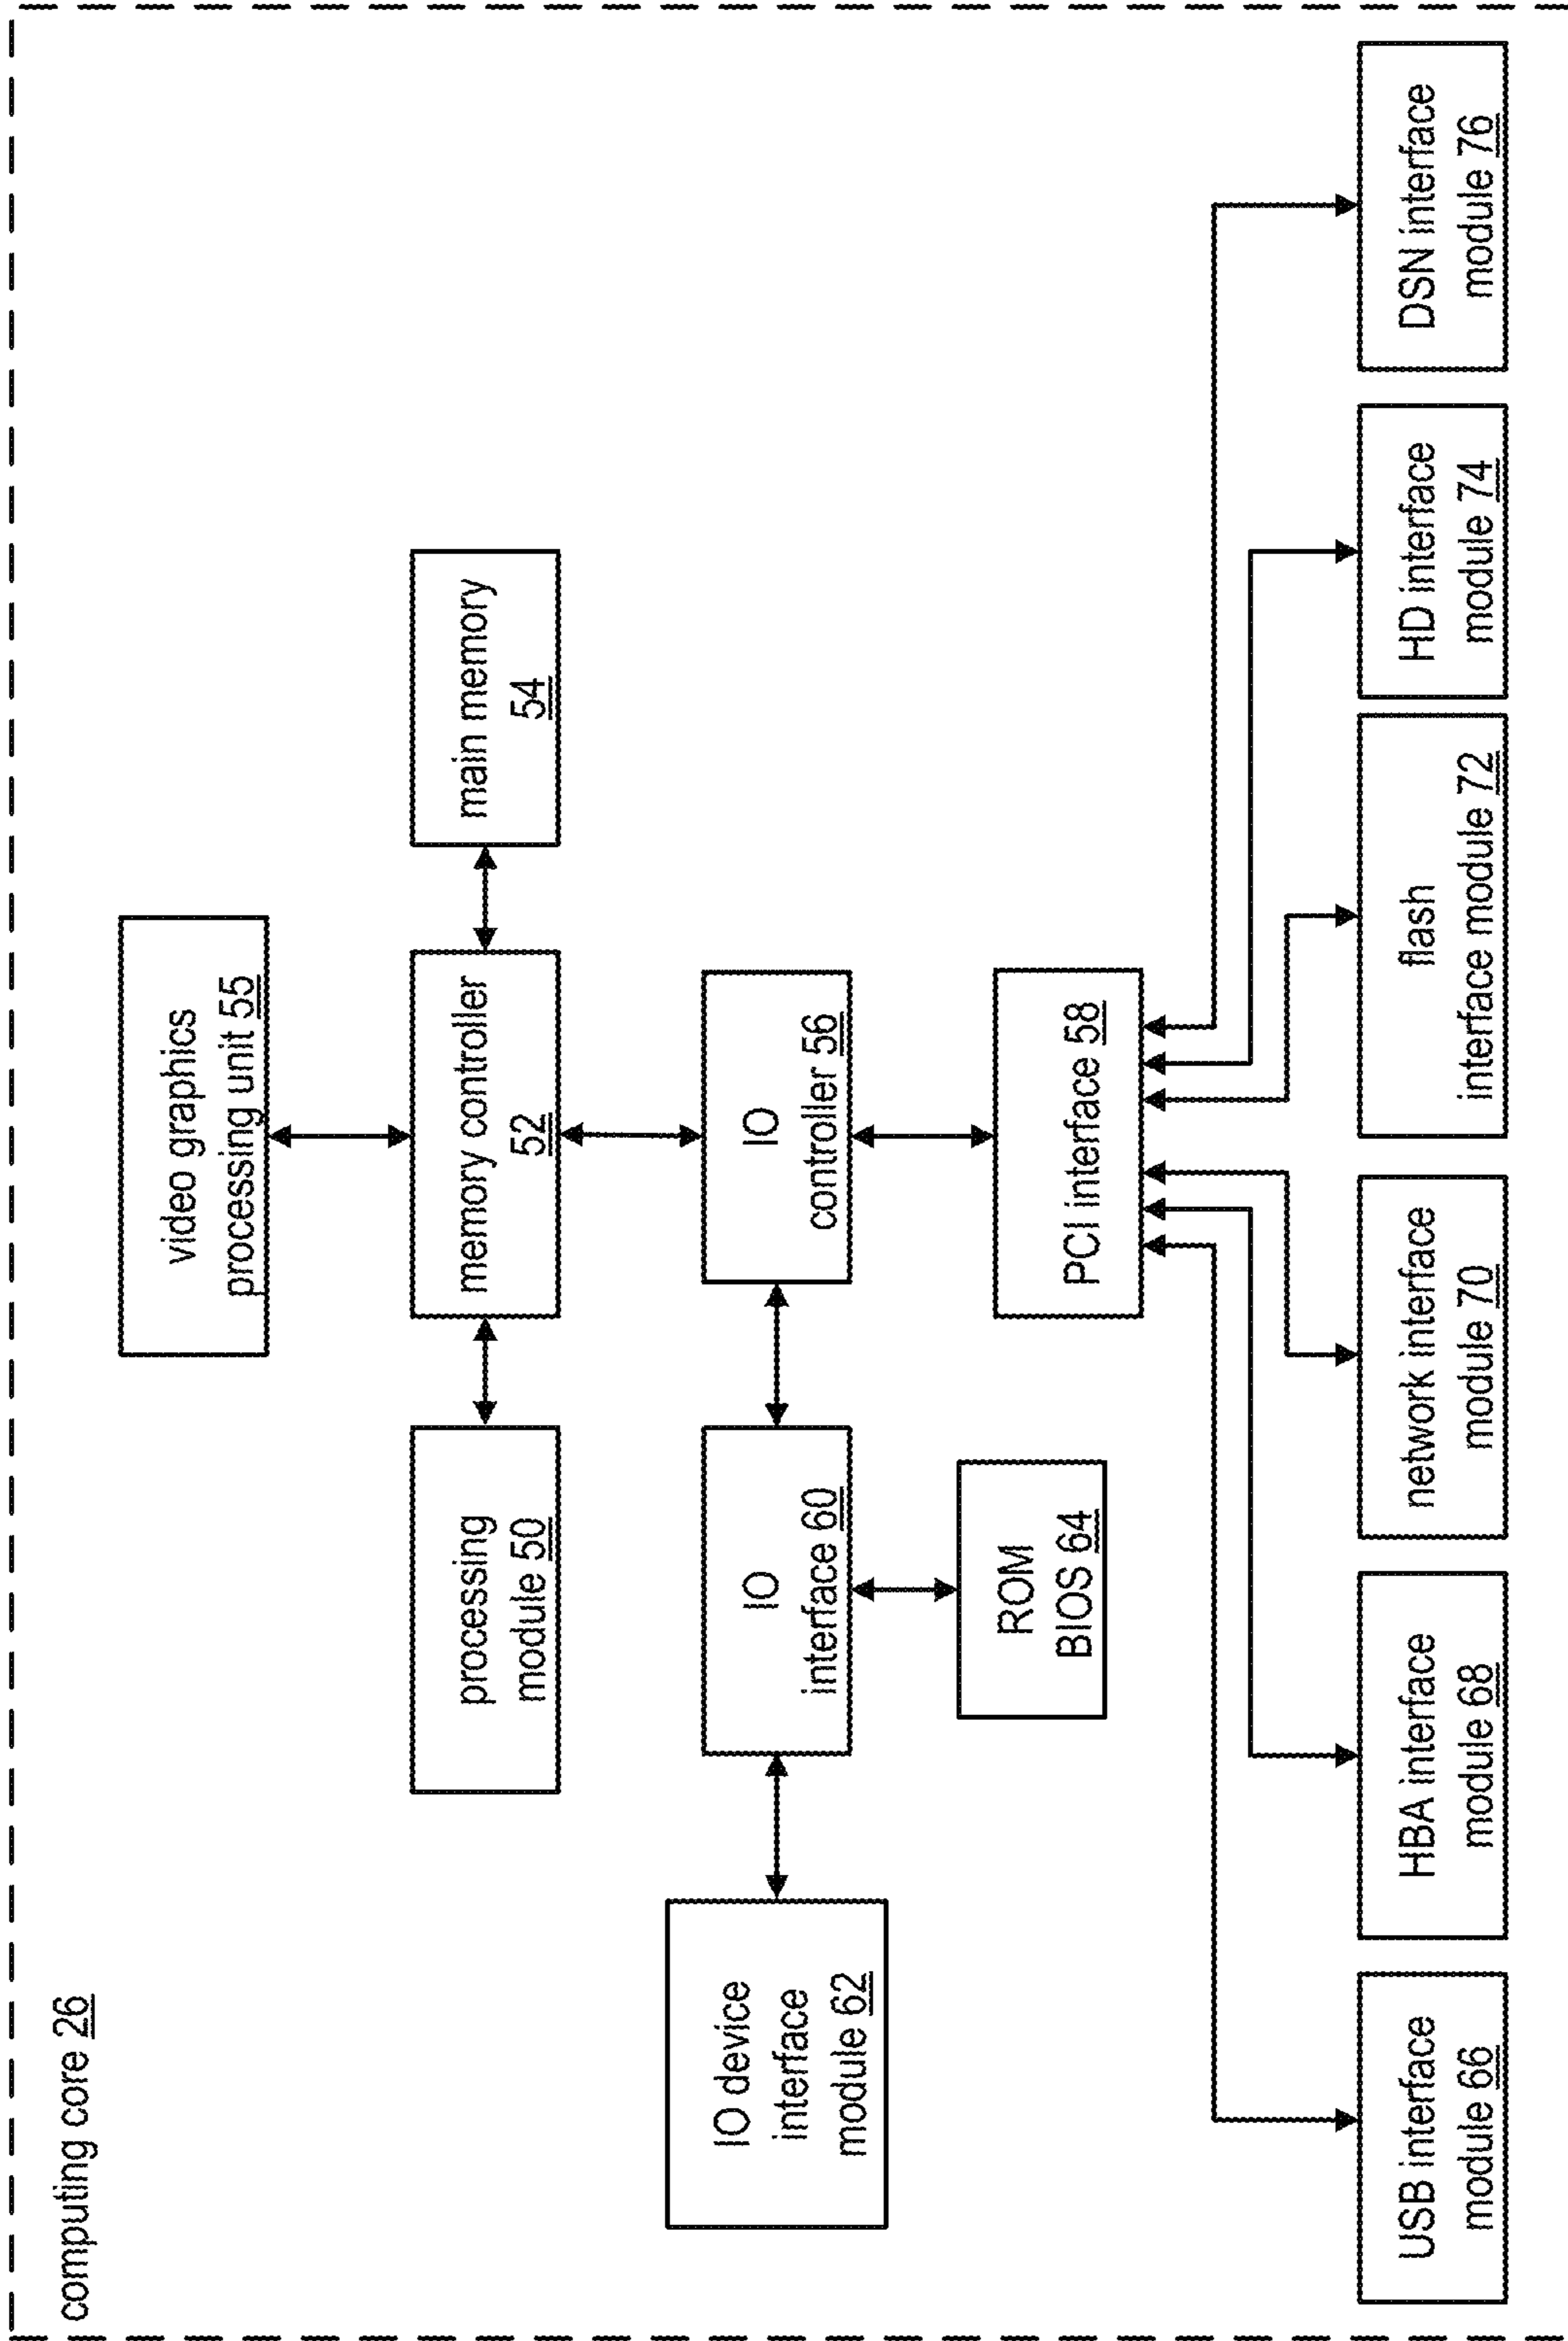 computing core 26
video graphics
processing unit 55
processing
module 50
memory controller
52
main memory
54
IO device
interface
module 62
IO
interface 60
IO
controller 56
ROM
BIOS 64
PCI interface 58
USB interface
module 66
HBA interface
module 68
network interface
module 70
flash
interface module 72
HD interface
module 74
DSN interface
module 76